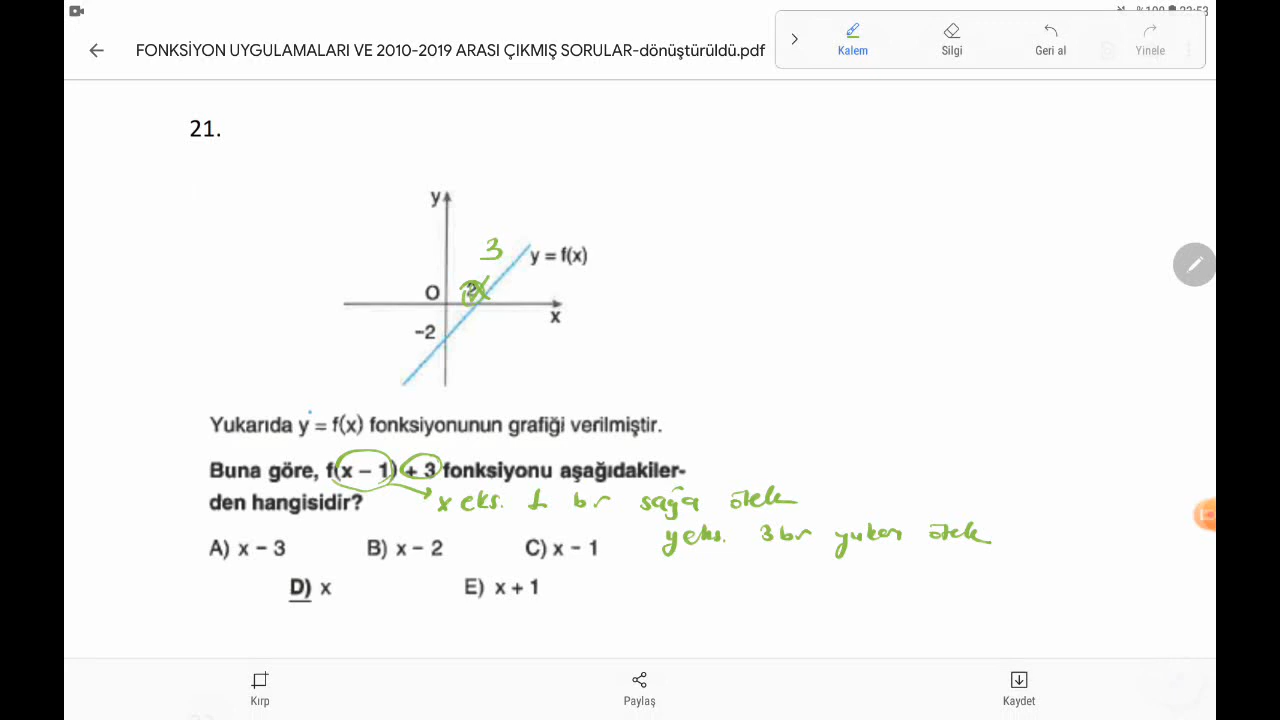 FONKSİYON UYGULAMALARI VE 2010-2019 ARASI ÇIKMIŞ SORULAR-dönüştürüldü.pdf
Kalem
Silgi
Geri al
Yinele
21.
y
3
y = f(x)
O
2
x
-2
Yukarıda y = f(x) fonksiyonunun grafiği verilmiştir.
Buna göre, f(x – 1) + 3 fonksiyonu aşağıdakiler-
den hangisidir?
x eks. 1 br sağa ötele
y eks. 3 br yukarı ötele
A) x – 3 B) x – 2 C) x – 1
D) x E) x + 1
Kırp
Paylaş
Kaydet